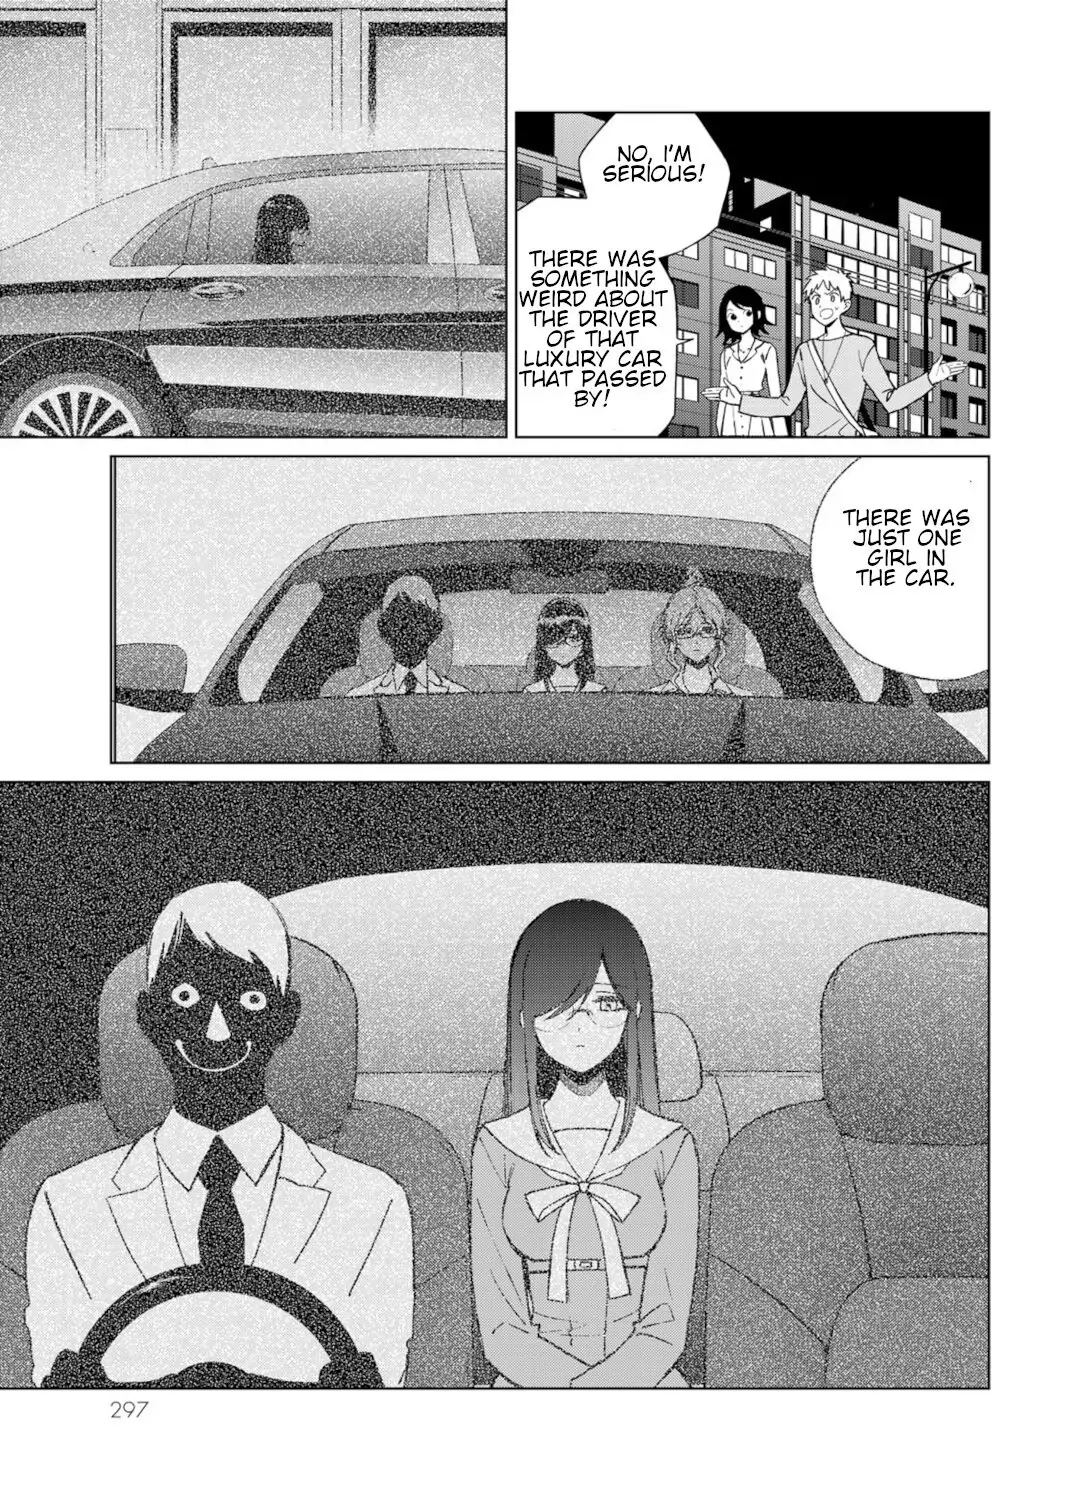 NO, I'M
SERIOUS!
THERE WAS
SOMETHING
WEIRD ABOUT
THE DRIVER
OF THAT
LUXURY CAR
THAT PASSED
BY!
THERE WAS
JUST ONE
GIRL IN
THE CAR.
297